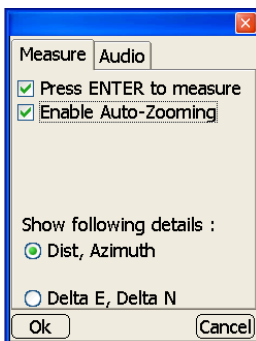 Measure Audio
Press ENTER to measure
Enable Auto-Zooming
Show following details :
Dist, Azimuth
Delta E, Delta N
Ok Cancel